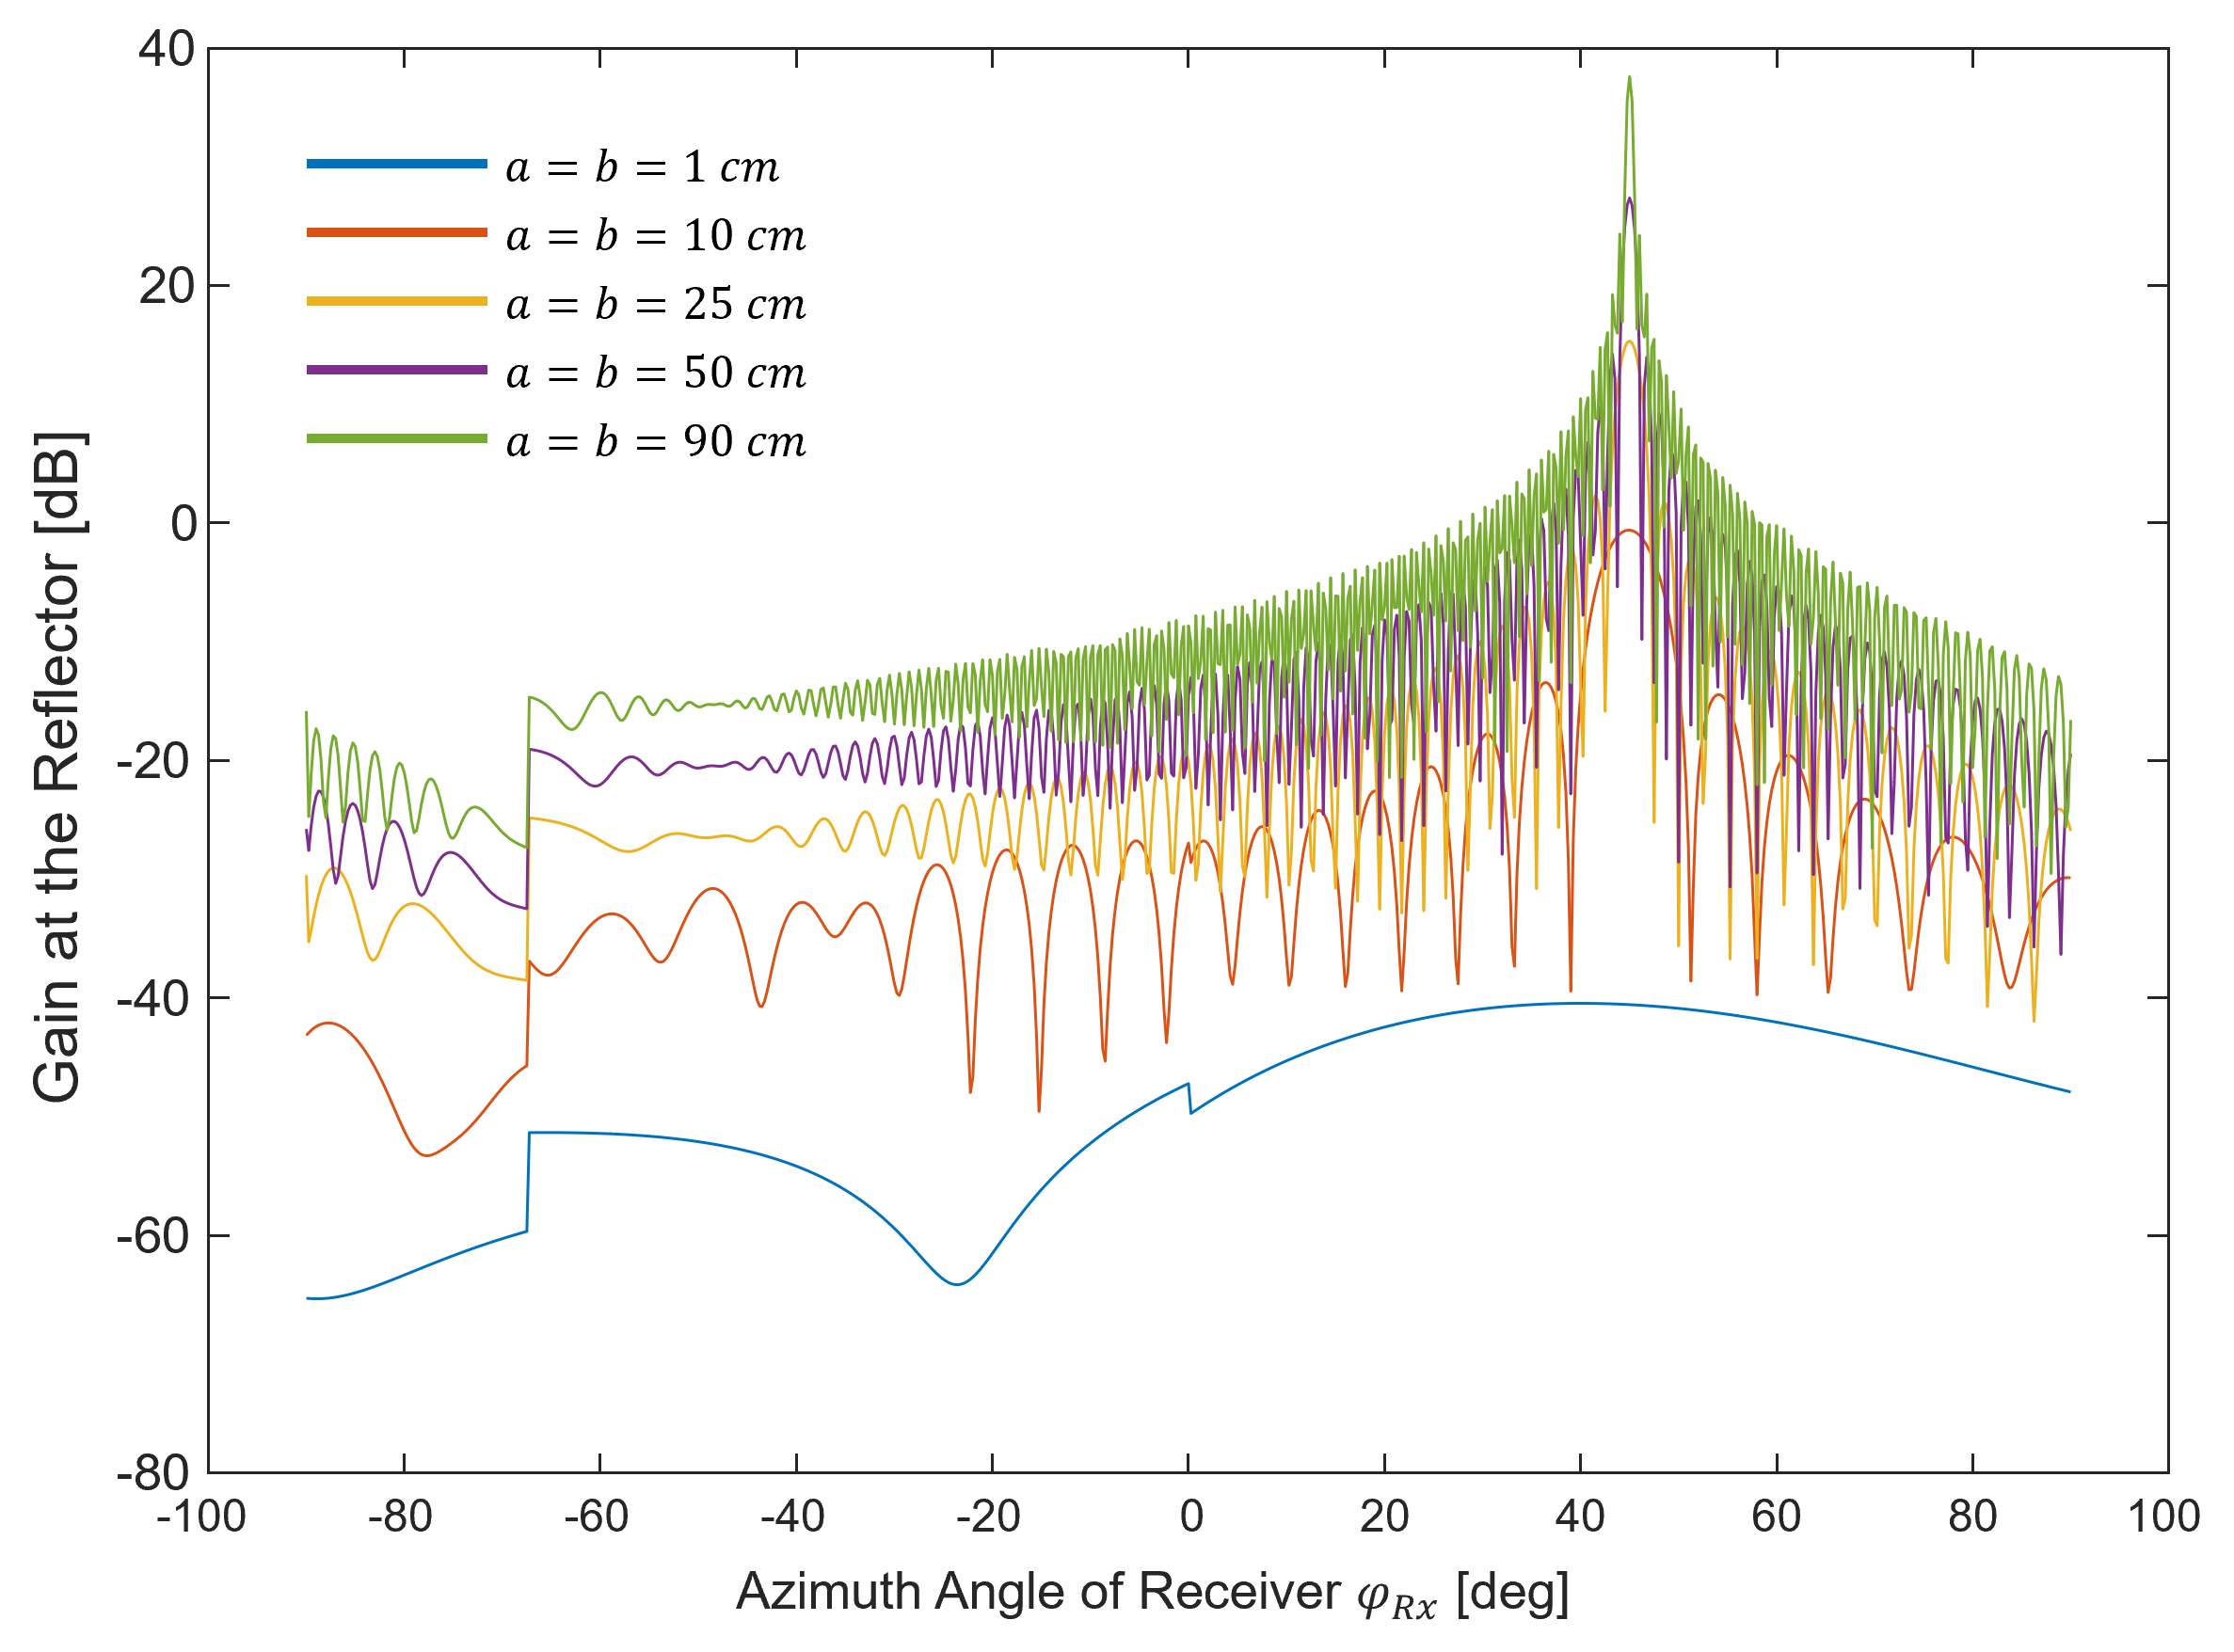 Gain at the Reflector [dB]
40
20
0
-20
-40
-60
-80
a = b = 1 cm
a = b = 10 cm
a = b = 25 cm
a = b = 50 cm
a = b = 90 cm
-100 -80 -60 -40 -20 0 20 40 60 80 100
Azimuth Angle of Receiver φRx [deg]